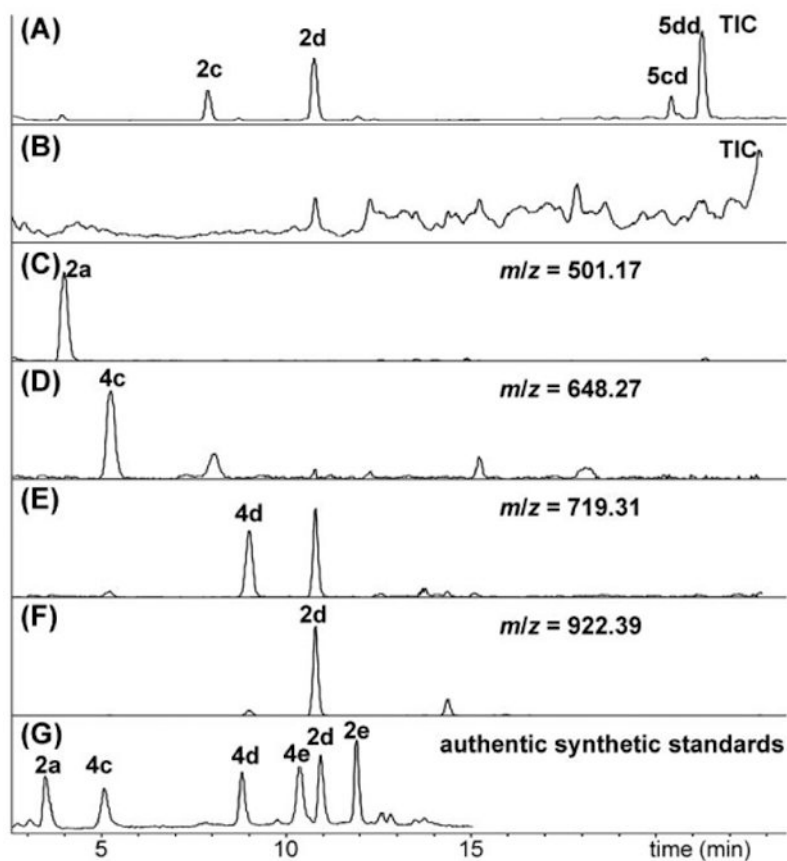 (A) 2c 2d 5cd 5dd TIC
(B) TIC
(C) 2a m/z = 501.17
(D) 4c m/z = 648.27
(E) 4d m/z = 719.31
(F) 2d m/z = 922.39
(G) 2a 4c 4d 4e 2d 2e authentic synthetic standards
5 10 15 time (min)